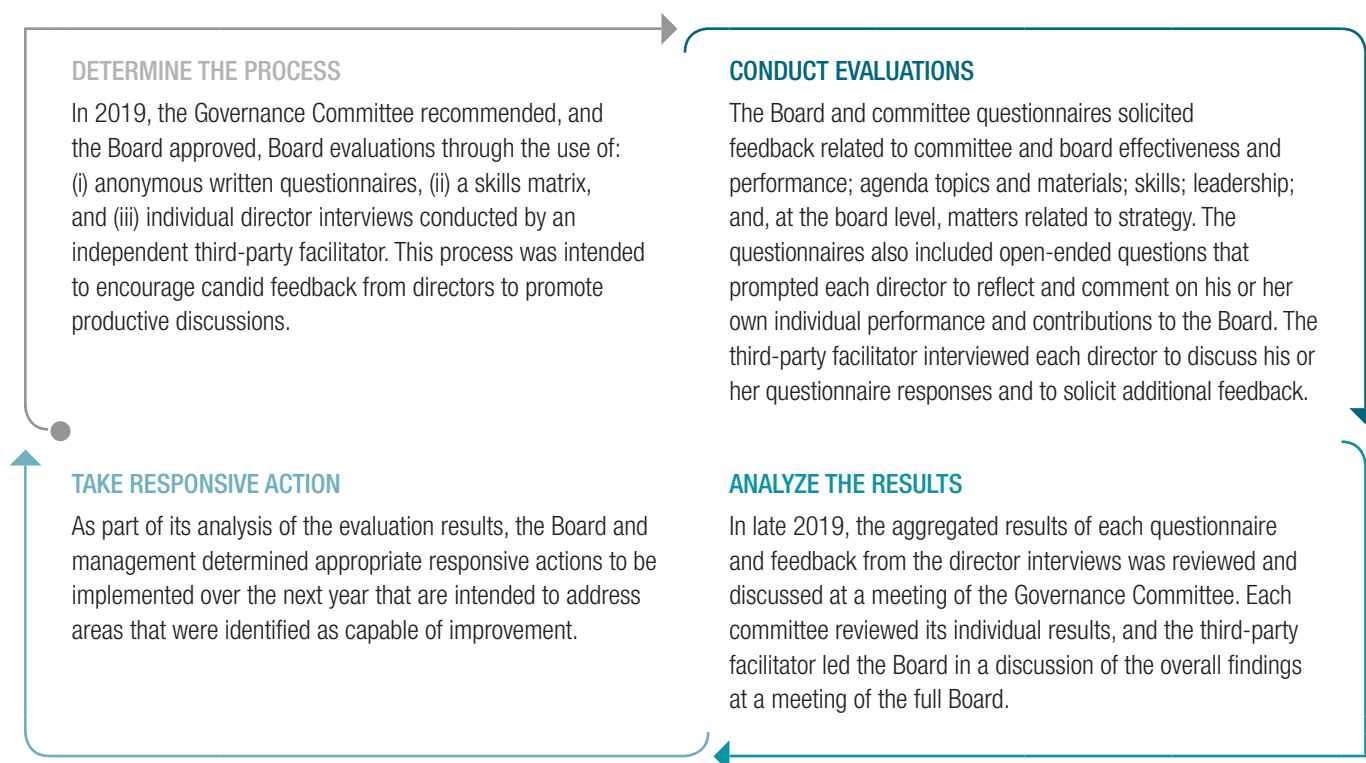 DETERMINE THE PROCESS
In 2019, the Governance Committee recommended, and
the Board approved, Board evaluations through the use of:
(i) anonymous written questionnaires, (ii) a skills matrix,
and (iii) individual director interviews conducted by an
independent third-party facilitator. This process was intended
to encourage candid feedback from directors to promote
productive discussions.
CONDUCT EVALUATIONS
The Board and committee questionnaires solicited
feedback related to committee and board effectiveness and
performance; agenda topics and materials; skills; leadership;
and, at the board level, matters related to strategy. The
questionnaires also included open-ended questions that
prompted each director to reflect and comment on his or her
own individual performance and contributions to the Board. The
third-party facilitator interviewed each director to discuss his or
her questionnaire responses and to solicit additional feedback.
TAKE RESPONSIVE ACTION
As part of its analysis of the evaluation results, the Board and
management determined appropriate responsive actions to be
implemented over the next year that are intended to address
areas that were identified as capable of improvement.
ANALYZE THE RESULTS
In late 2019, the aggregated results of each questionnaire
and feedback from the director interviews was reviewed and
discussed at a meeting of the Governance Committee. Each
committee reviewed its individual results, and the third-party
facilitator led the Board in a discussion of the overall findings
at a meeting of the full Board.